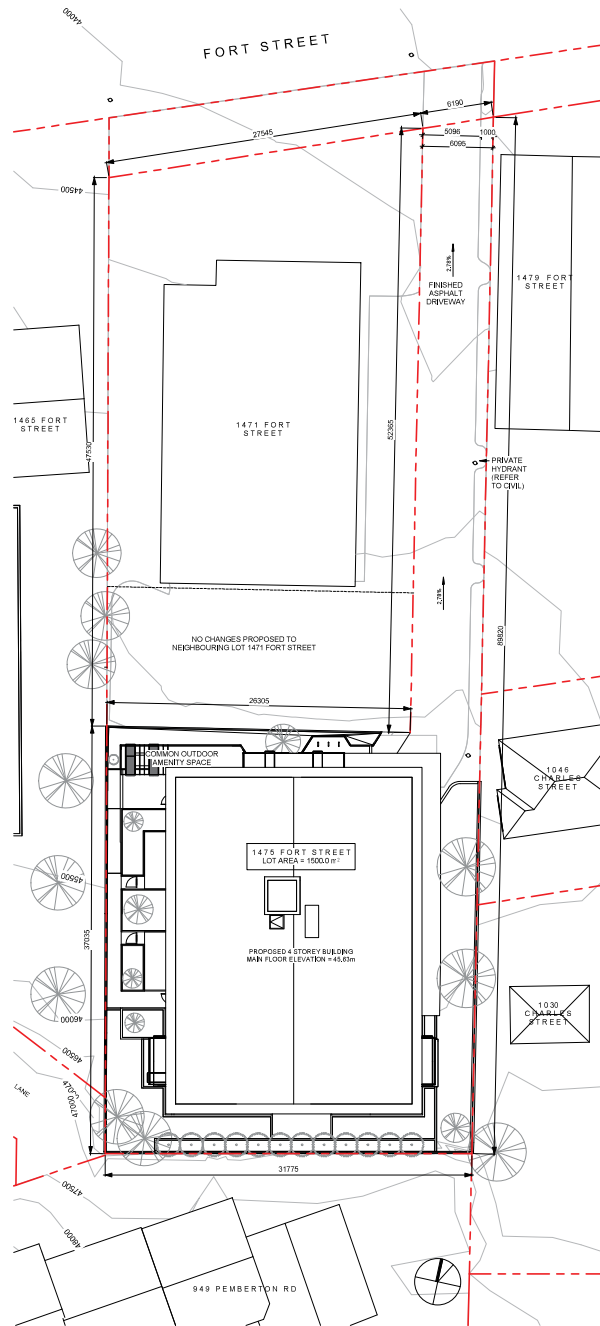 44000
FORT STREET
6190
27545
5096
1000
6095
44500
2.78%
FINISHED
ASPHALT
DRIVEWAY
1479 FORT
STREET
1465 FORT
STREET
1471 FORT
STREET
47530
52365
PRIVATE
HYDRANT
(REFER
TO CIVIL)
2.78%
NO CHANGES PROPOSED TO
NEIGHBOURING LOT 1471 FORT STREET
89820
26305
COMMON OUTDOOR
AMENITY SPACE
1046
CHARLES
STREET
1475 FORT STREET
LOT AREA = 1500.0 m²
45500
37035
PROPOSED 4 STOREY BUILDING
MAIN FLOOR ELEVATION = 45.63m
46000
1030
CHARLES
STREET
46500
LANE
47000
31775
47500
48000
949 PEMBERTON RD